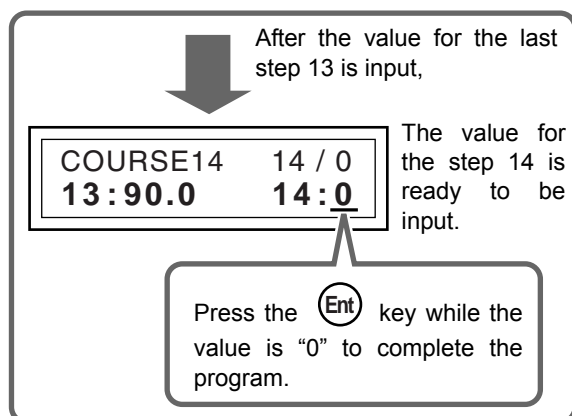 After the value for the last
step 13 is input,
COURSE14 14 / 0
13:90.0 14:0
The value for
the step 14 is
ready to be
input.
Press the Ent key while the
value is “0” to complete the
program.